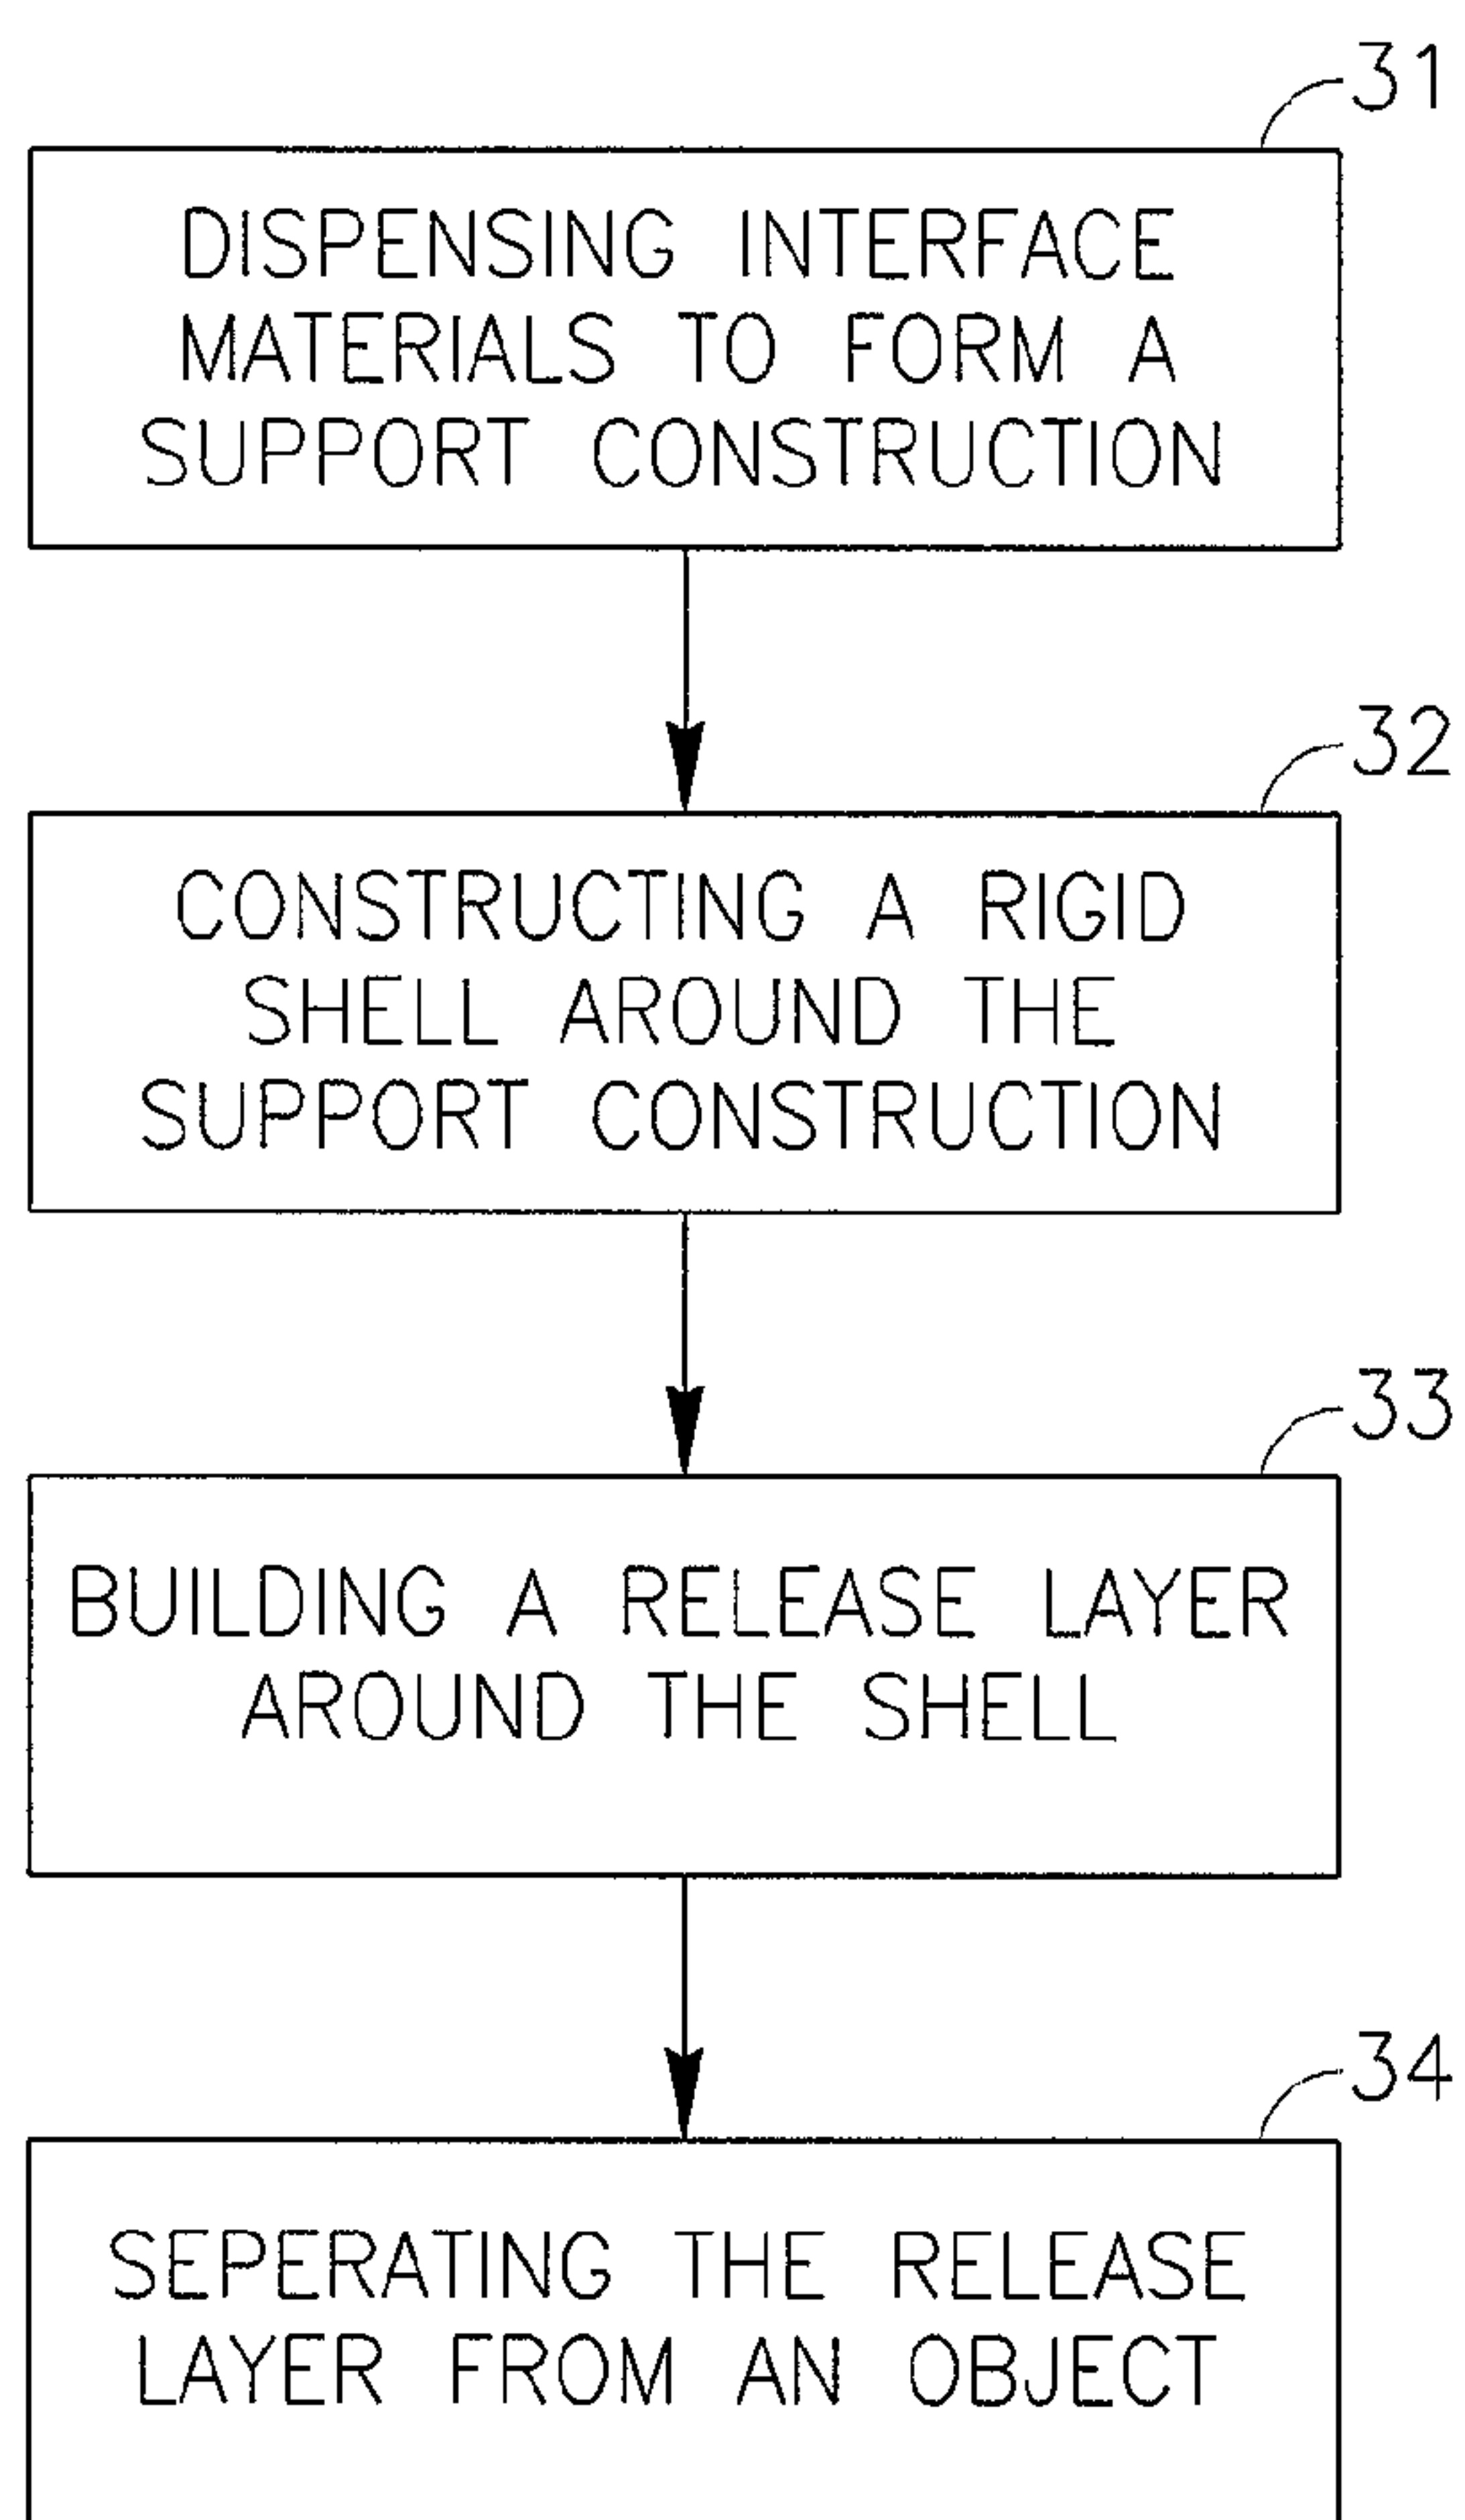 31
DISPENSING INTERFACE
MATERIALS TO FORM A
SUPPORT CONSTRUCTION
32
CONSTRUCTING A RIGID
SHELL AROUND THE
SUPPORT CONSTRUCTION
33
BUILDING A RELEASE LAYER
AROUND THE SHELL
34
SEPERATING THE RELEASE
LAYER FROM AN OBJECT